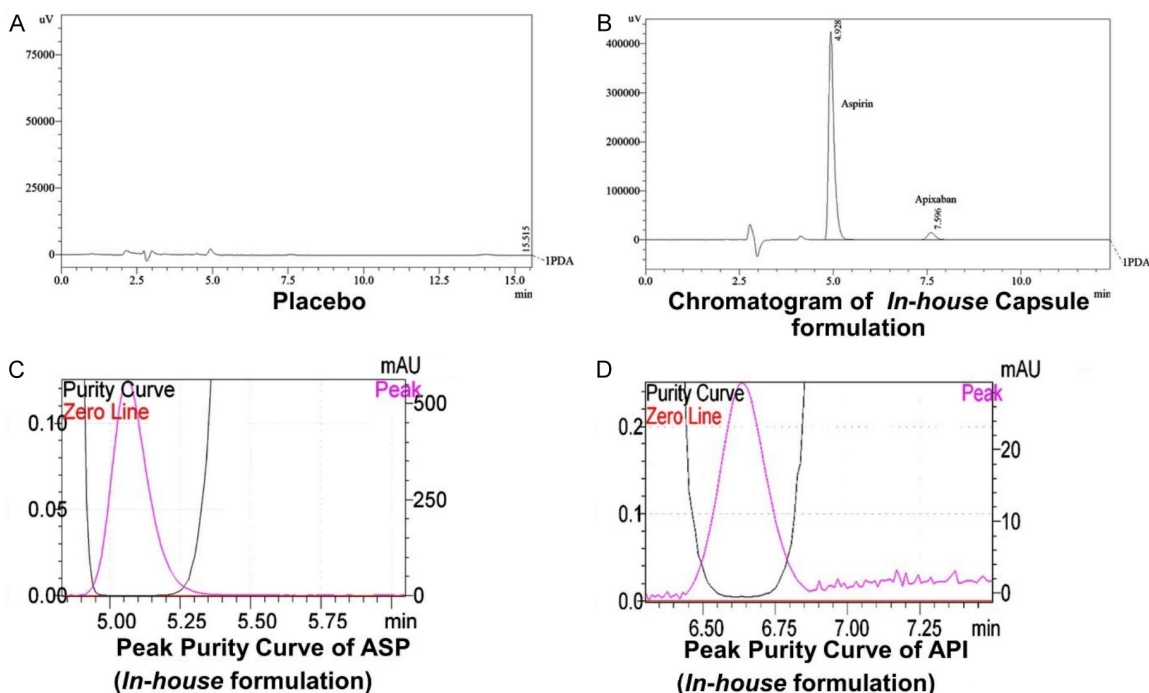 A
uV
75000
50000
25000
0
15.515
1PDA
0.0 2.5 5.0 7.5 10.0 12.5 15.0
min
Placebo
B
uV
400000
300000
200000
100000
0
4.928
Aspirin
Apixaban
7.596
1PDA
0.0 2.5 5.0 7.5 10.0
min
Chromatogram of In-house Capsule
formulation
C
mAU
Purity Curve
Peak
Zero Line
0.10
0.05
0.00
500
250
0
5.00 5.25 5.50 5.75 min
Peak Purity Curve of ASP
(In-house formulation)
D
mAU
Purity Curve
Peak
Zero Line
0.2
0.1
0.0
20
10
0
6.50 6.75 7.00 7.25 min
Peak Purity Curve of API
(In-house formulation)